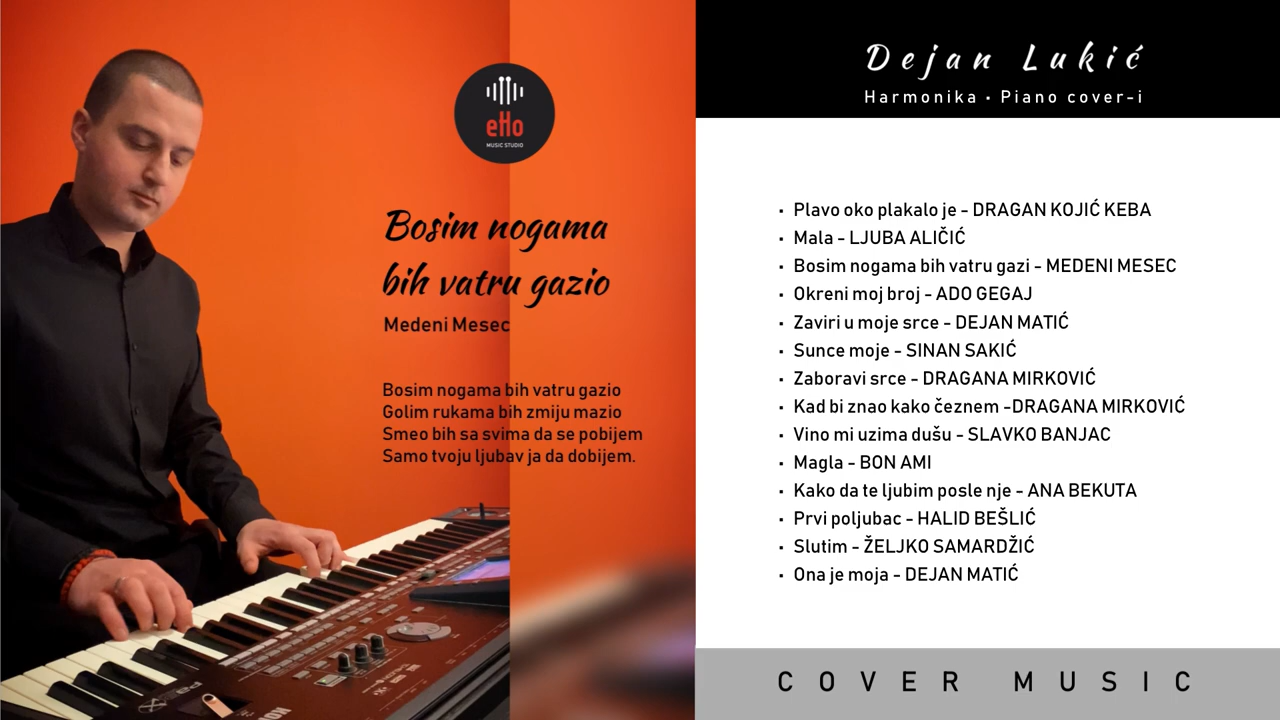 eHo
MUSIC STUDIO
Bosim nogama
bih vatru gazio
Medeni Mesec
Bosim nogama bih vatru gazio
Golim rukama bih zmiju mazio
Smeo bih sa svima da se pobijem
Samo tvoju ljubav ja da dobijem.
Dejan Lukić
Harmonika • Piano cover-i
• Plavo oko plakalo je - DRAGAN KOJIĆ KEBA
• Mala - LJUBA ALIČIĆ
• Bosim nogama bih vatru gazi - MEDENI MESEC
• Okreni moj broj - ADO GEGAJ
• Zaviri u moje srce - DEJAN MATIĆ
• Sunce moje - SINAN SAKIĆ
• Zaboravi srce - DRAGANA MIRKOVIĆ
• Kad bi znao kako čeznem -DRAGANA MIRKOVIĆ
• Vino mi uzima dušu - SLAVKO BANJAC
• Magla - BON AMI
• Kako da te ljubim posle nje - ANA BEKUTA
• Prvi poljubac - HALID BEŠLIĆ
• Slutim - ŽELJKO SAMARDŽIĆ
• Ona je moja - DEJAN MATIĆ
COVER MUSIC